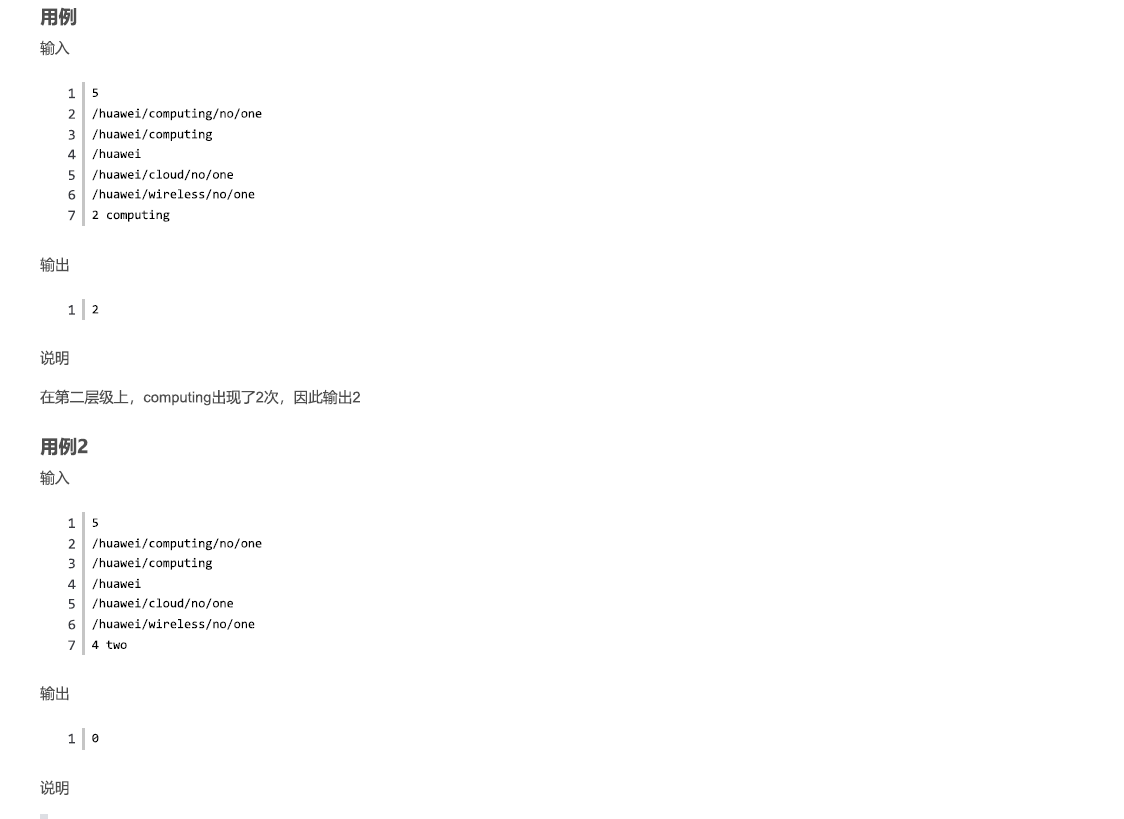 用例
输入
1 5
2 /huawei/computing/no/one
3 /huawei/computing
4 /huawei
5 /huawei/cloud/no/one
6 /huawei/wireless/no/one
7 2 computing
输出
1 2
说明
在第二层级上，computing出现了2次，因此输出2
用例2
输入
1 5
2 /huawei/computing/no/one
3 /huawei/computing
4 /huawei
5 /huawei/cloud/no/one
6 /huawei/wireless/no/one
7 4 two
输出
1 0
说明